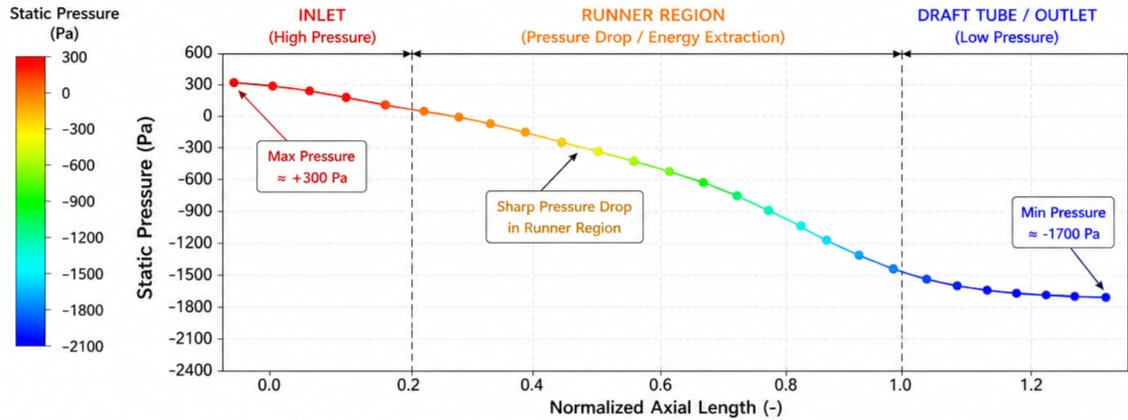 Static Pressure
(Pa)
300
0
−300
−600
−900
−1200
−1500
−1800
−2100
INLET
(High Pressure)
RUNNER REGION
(Pressure Drop / Energy Extraction)
DRAFT TUBE / OUTLET
(Low Pressure)
Static Pressure (Pa)
600
300
0
−300
−600
−900
−1200
−1500
−1800
−2100
−2400
Max Pressure
≈ +300 Pa
Sharp Pressure Drop
in Runner Region
Min Pressure
≈ -1700 Pa
0.0
0.2
0.4
0.6
0.8
1.0
1.2
Normalized Axial Length (-)